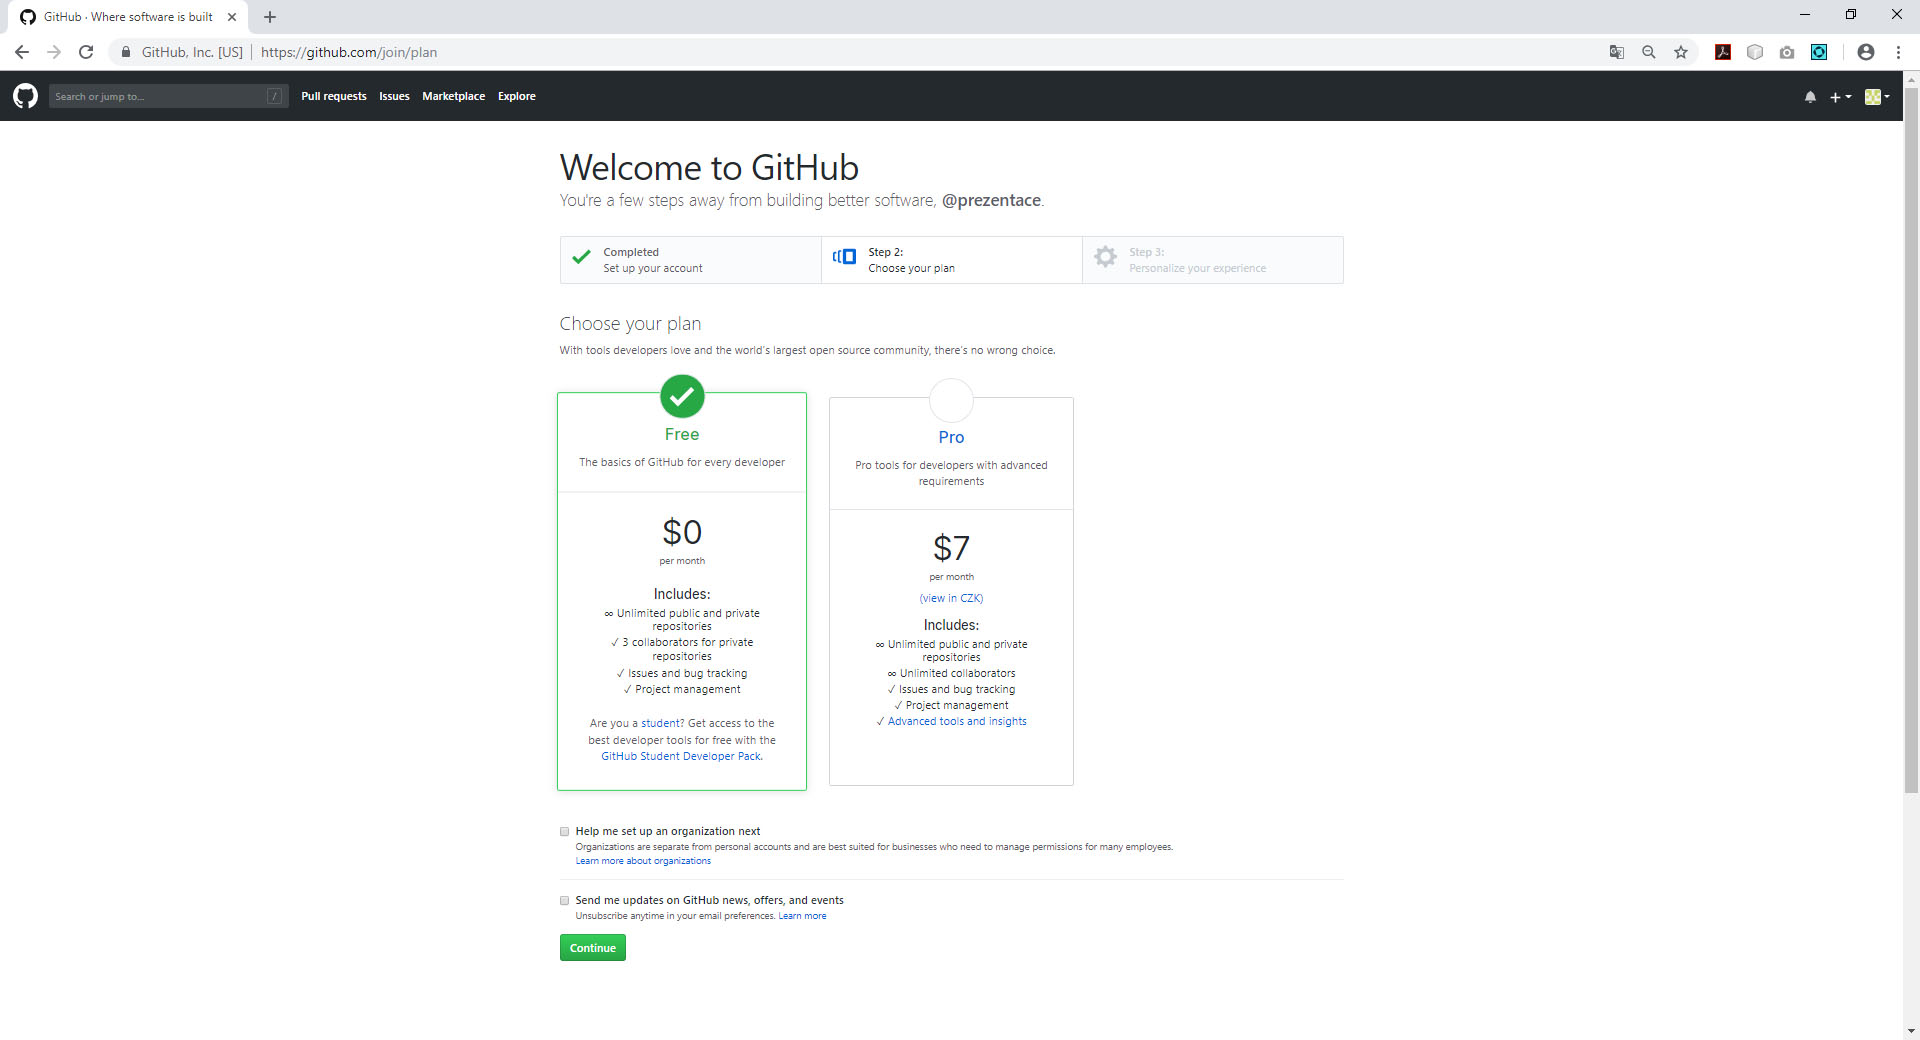 GitHub · Where software is built
GitHub, Inc. [US] https://github.com/join/plan
Search or jump to... / Pull requests Issues Marketplace Explore
Welcome to GitHub
You're a few steps away from building better software, @prezentace.
Completed
Set up your account
Step 2:
Choose your plan
Step 3:
Personalize your experience
Choose your plan
With tools developers love and the world's largest open source community, there's no wrong choice.
Free
The basics of GitHub for every developer
$0
per month
Includes:
∞ Unlimited public and private
repositories
✓ 3 collaborators for private
repositories
✓ Issues and bug tracking
✓ Project management
Are you a student? Get access to the
best developer tools for free with the
GitHub Student Developer Pack.
Pro
Pro tools for developers with advanced
requirements
$7
per month
(view in CZK)
Includes:
∞ Unlimited public and private
repositories
∞ Unlimited collaborators
✓ Issues and bug tracking
✓ Project management
✓ Advanced tools and insights
Help me set up an organization next
Organizations are separate from personal accounts and are best suited for businesses who need to manage permissions for many employees.
Learn more about organizations
Send me updates on GitHub news, offers, and events
Unsubscribe anytime in your email preferences. Learn more
Continue